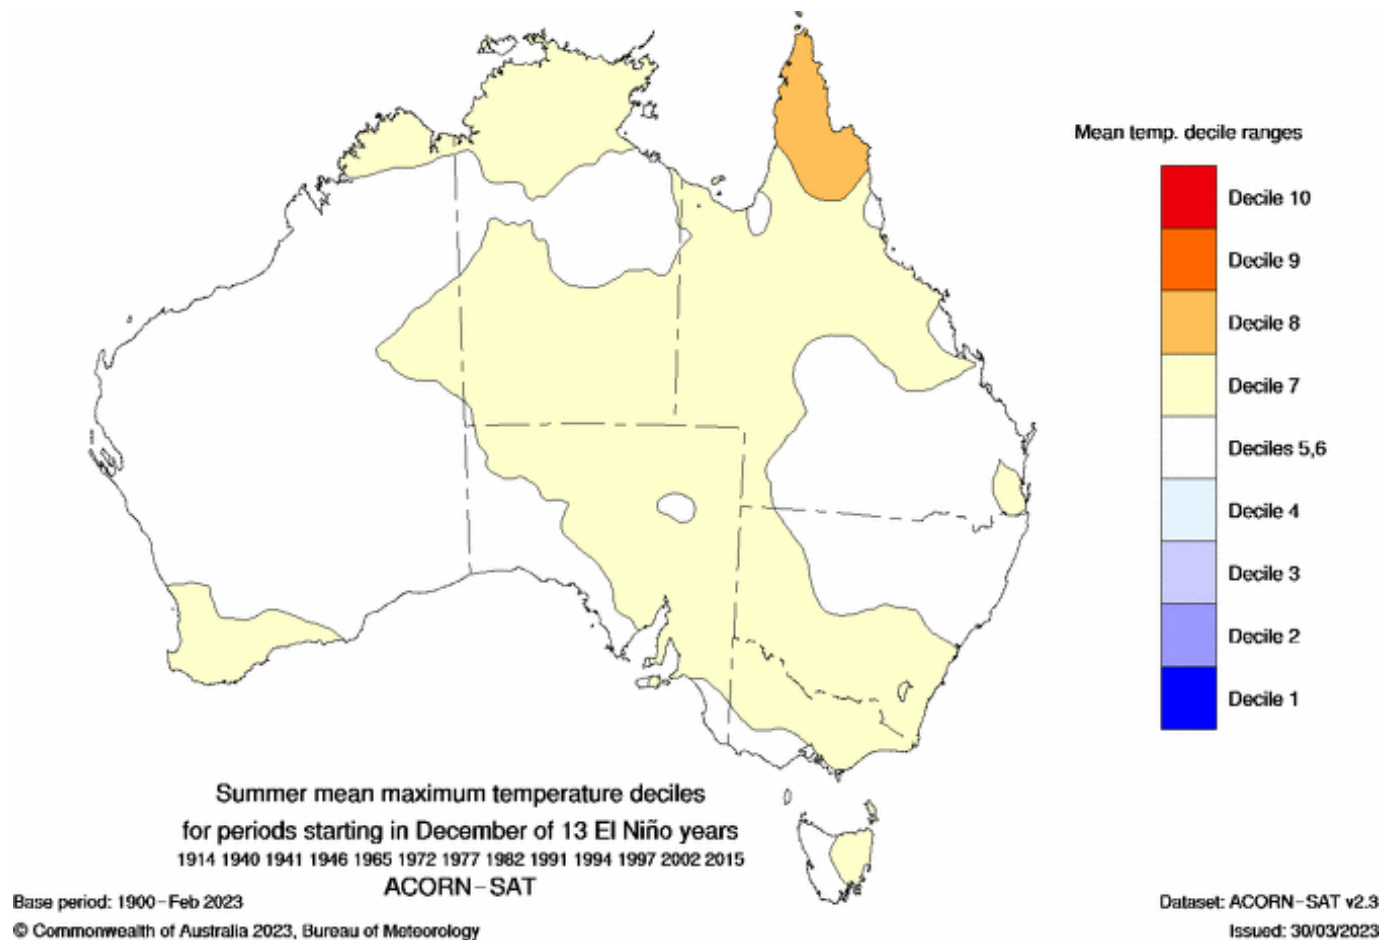 Mean temp. decile ranges
Decile 10
Decile 9
Decile 8
Decile 7
Deciles 5,6
Decile 4
Decile 3
Decile 2
Decile 1
Summer mean maximum temperature deciles
for periods starting in December of 13 El Niño years
1914 1940 1941 1946 1965 1972 1977 1982 1991 1994 1997 2002 2015
ACORN-SAT
Base period: 1900-Feb 2023
© Commonwealth of Australia 2023, Bureau of Meteorology
Dataset: ACORN-SAT v2.3
Issued: 30/03/2023